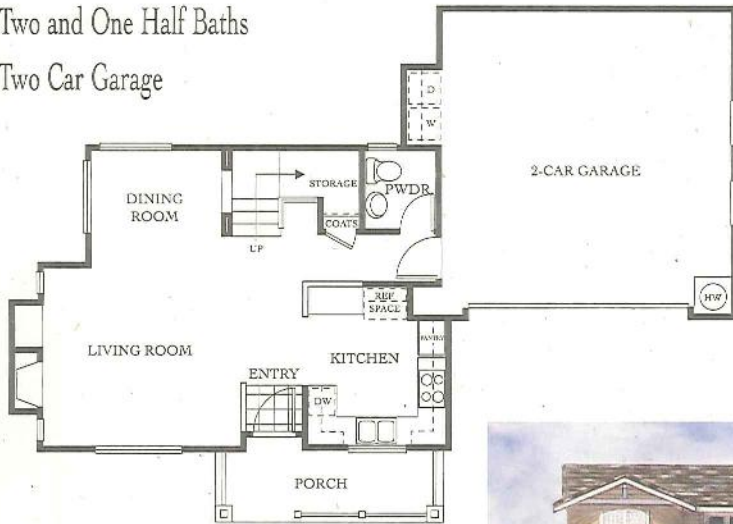 Two and One Half Baths
Two Car Garage
D
W
2-CAR GARAGE
DINING
ROOM
STORAGE
PWDR
COATS
UP
REF
SPACE
HW
LIVING ROOM
KITCHEN
PANTRY
ENTRY
DW
PORCH